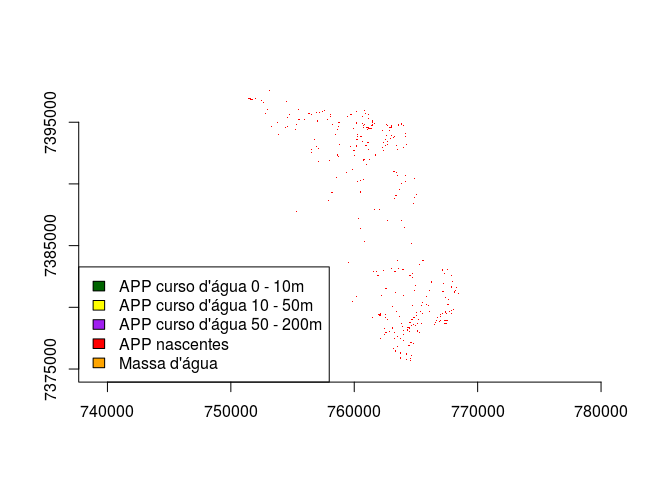 7395000
7385000
7375000
APP curso d'água 0 - 10m
APP curso d'água 10 - 50m
APP curso d'água 50 - 200m
APP nascentes
Massa d'água
740000 750000 760000 770000 780000